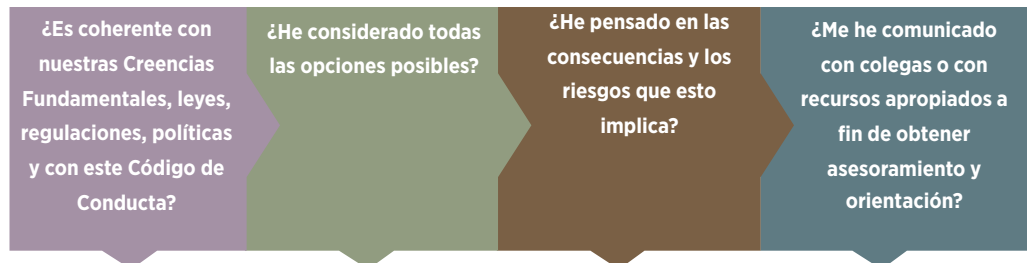 ¿Es coherente con
nuestras Creencias
Fundamentales, leyes,
regulaciones, políticas
y con este Código de
Conducta?
¿He considerado todas
las opciones posibles?
¿He pensado en las
consecuencias y los
riesgos que esto
implica?
¿Me he comunicado
con colegas o con
recursos apropiados a
fin de obtener
asesoramiento y
orientación?